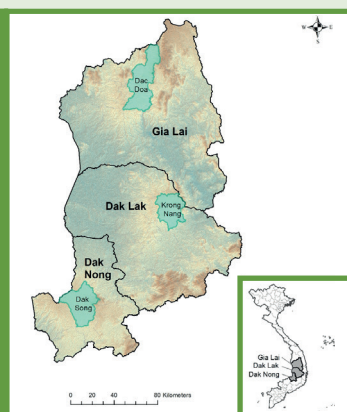 W E
N
S
Dac
Doa
Gia Lai
Dak Lak
Krong
Nang
Dak
Nong
Dak
Song
0 20 40 80 Kilometers
Gia Lai
Dak Lak
Dak Nong